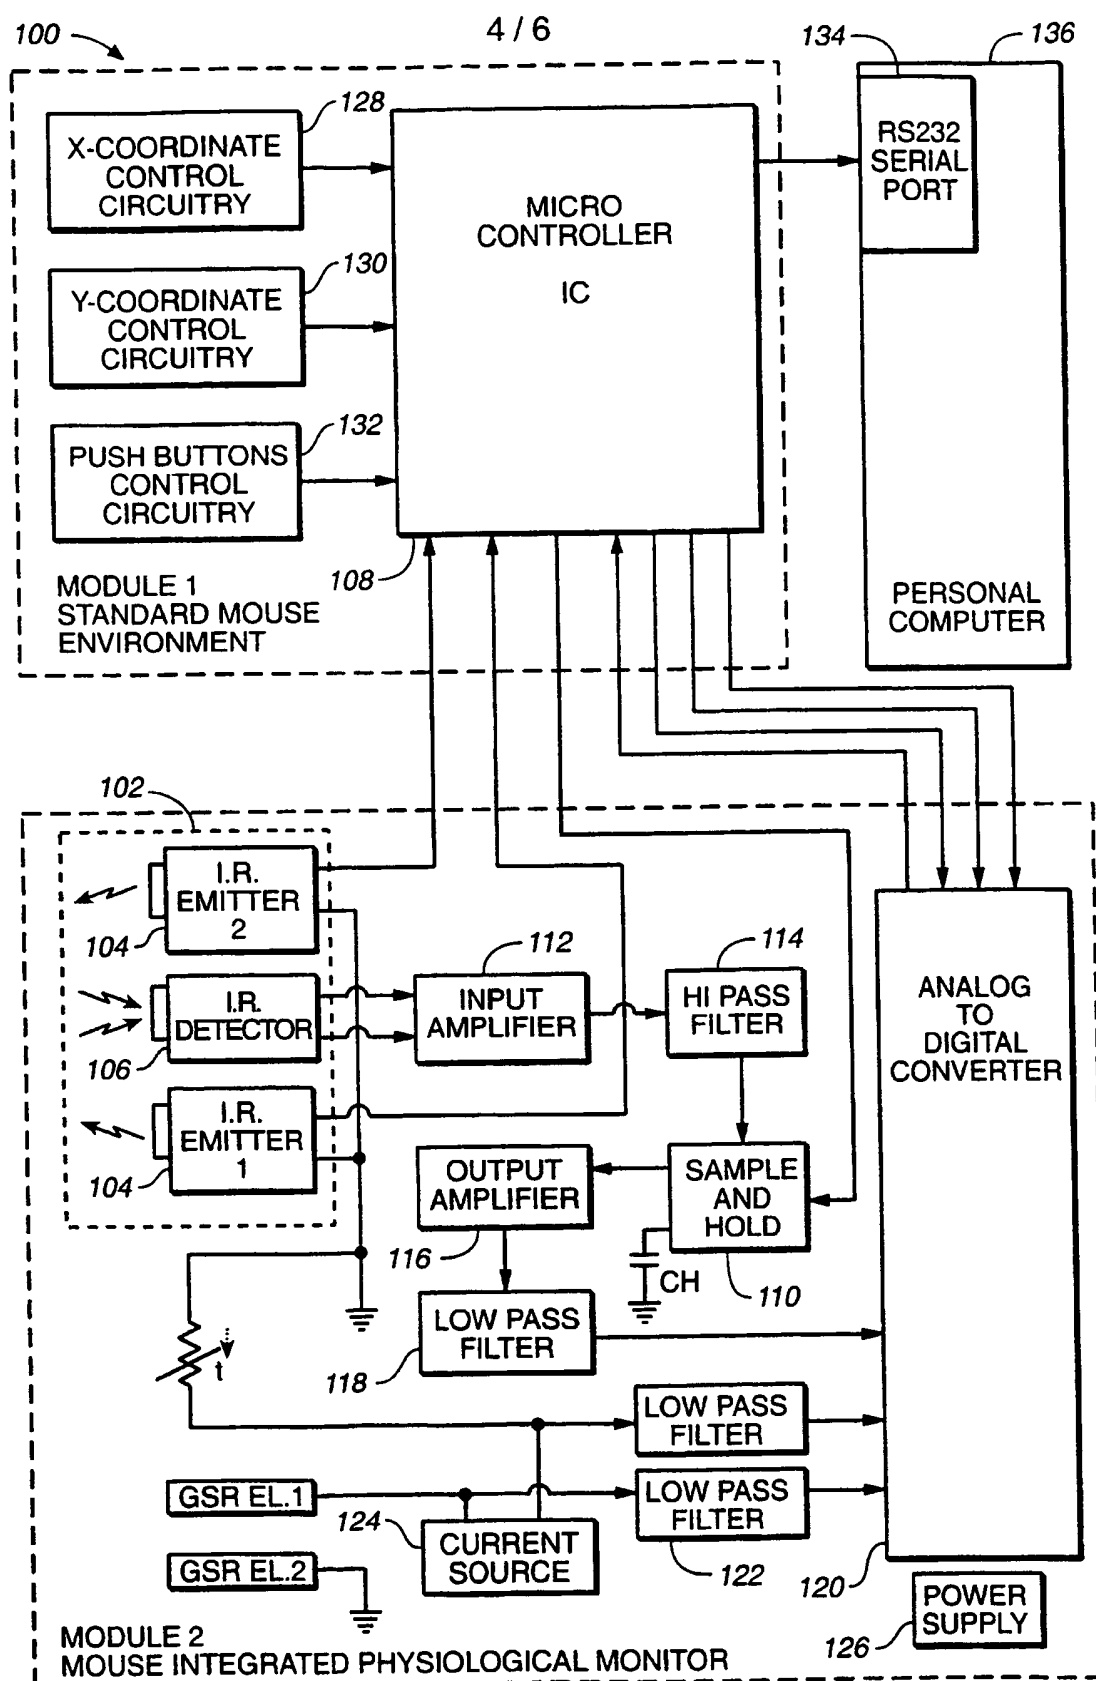 4 / 6
100
134
136
128
X-COORDINATE
CONTROL
CIRCUITRY
MICRO
CONTROLLER
IC
RS232
SERIAL
PORT
130
Y-COORDINATE
CONTROL
CIRCUITRY
132
PUSH BUTTONS
CONTROL
CIRCUITRY
108
MODULE 1
STANDARD MOUSE
ENVIRONMENT
PERSONAL
COMPUTER
102
I.R.
EMITTER
2
104
112
114
I.R.
DETECTOR
106
INPUT
AMPLIFIER
HI PASS
FILTER
ANALOG
TO
DIGITAL
CONVERTER
I.R.
EMITTER
1
104
OUTPUT
AMPLIFIER
116
SAMPLE
AND
HOLD
CH
110
LOW PASS
FILTER
118
t
LOW PASS
FILTER
GSR EL.1
LOW PASS
FILTER
124
CURRENT
SOURCE
122
120
GSR EL.2
POWER
SUPPLY
126
MODULE 2
MOUSE INTEGRATED PHYSIOLOGICAL MONITOR